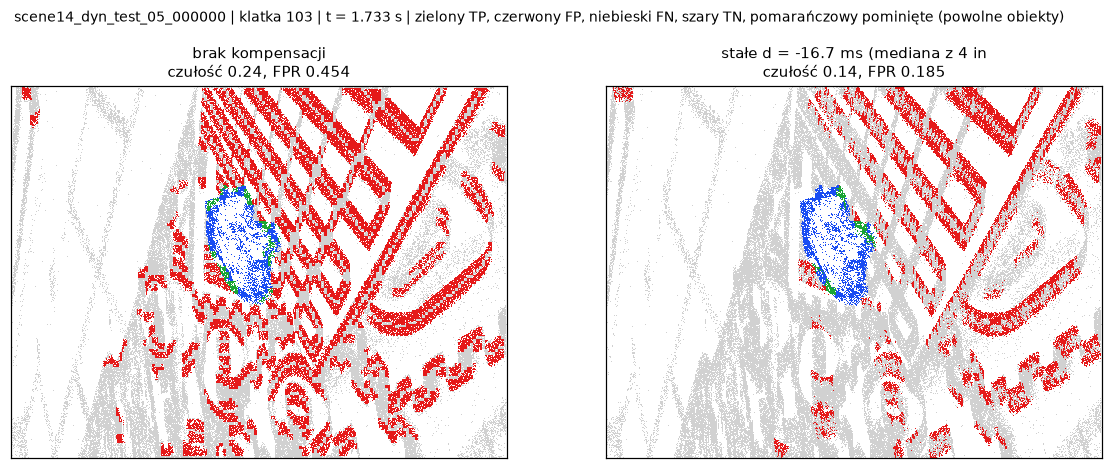 scene14_dyn_test_05_000000 | klatka 103 | t = 1.733 s | zielony TP, czerwony FP, niebieski FN, szary TN, pomarańczowy pominięte (powolne obiekty)
brak kompensacji
czułość 0.24, FPR 0.454
stałe d = -16.7 ms (mediana z 4 in
czułość 0.14, FPR 0.185